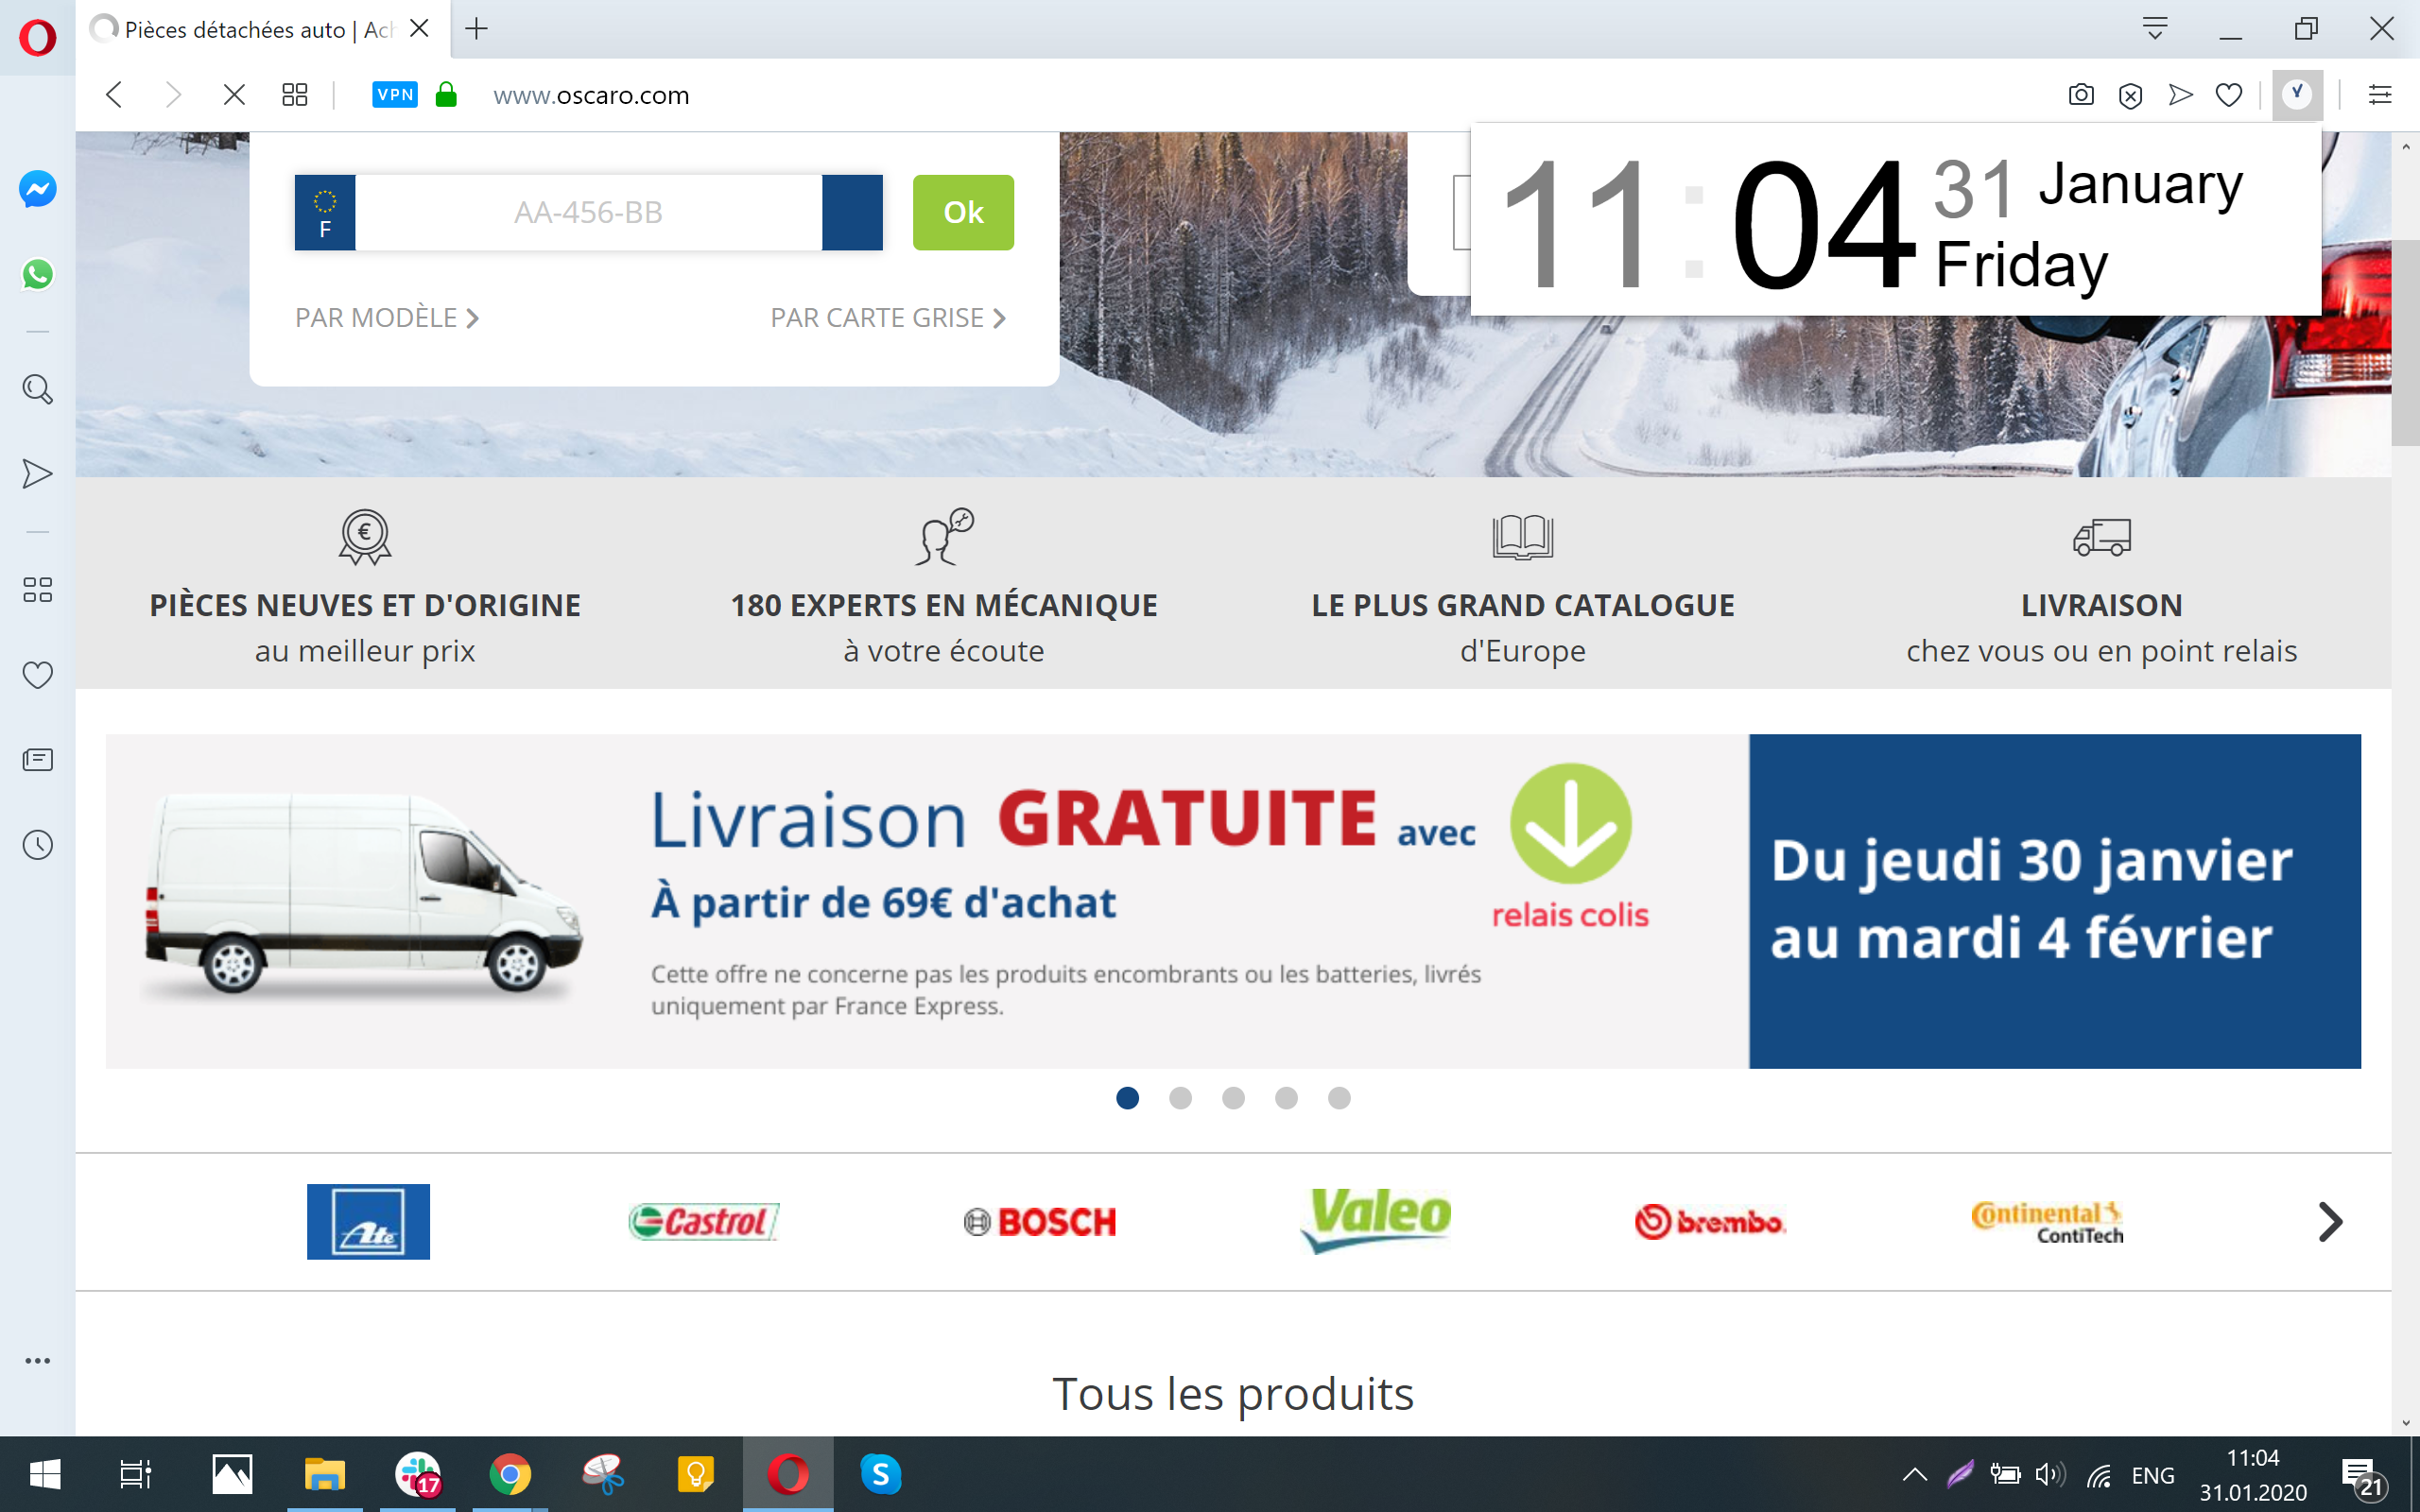 Pièces détachées auto | Ach
VPN
www.oscaro.com
11:04
31 January
Friday
F
AA-456-BB
Ok
PAR MODÈLE
PAR CARTE GRISE
PIÈCES NEUVES ET D'ORIGINE
au meilleur prix
180 EXPERTS EN MÉCANIQUE
à votre écoute
LE PLUS GRAND CATALOGUE
d'Europe
LIVRAISON
chez vous ou en point relais
Livraison GRATUITE avec
À partir de 69€ d'achat
relais colis
Cette offre ne concerne pas les produits encombrants ou les batteries, livrés
uniquement par France Express.
Du jeudi 30 janvier
au mardi 4 février
Ate
Castrol
BOSCH
Valeo
brembo
Continental
ContiTech
Tous les produits
17
S
ENG
11:04
31.01.2020
21